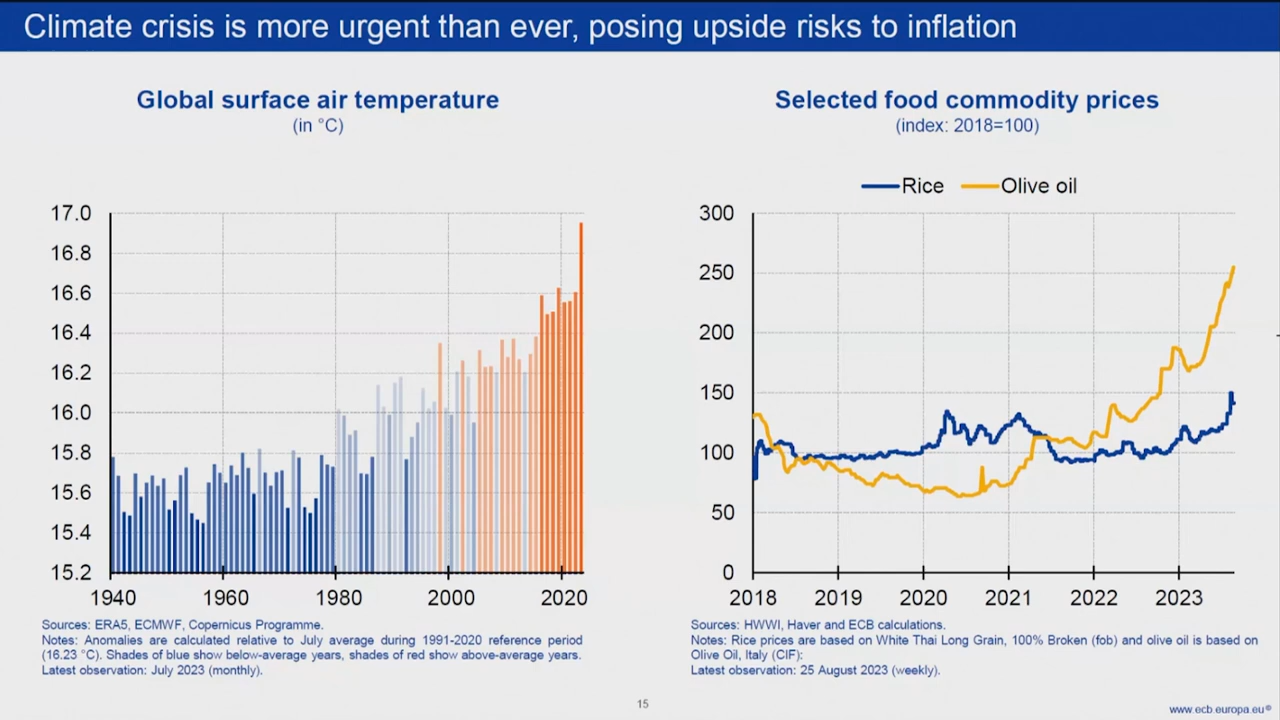 Climate crisis is more urgent than ever, posing upside risks to inflation
Global surface air temperature
(in °C)
17.0
16.8
16.6
16.4
16.2
16.0
15.8
15.6
15.4
15.2
1940 1960 1980 2000 2020
Sources: ERA5, ECMWF, Copernicus Programme.
Notes: Anomalies are calculated relative to July average during 1991-2020 reference period
(16.23 °C). Shades of blue show below-average years, shades of red show above-average years.
Latest observation: July 2023 (monthly).
Selected food commodity prices
(index: 2018=100)
Rice Olive oil
300
250
200
150
100
50
0
2018 2019 2020 2021 2022 2023
Sources: HWWI, Haver and ECB calculations.
Notes: Rice prices are based on White Thai Long Grain, 100% Broken (fob) and olive oil is based on
Olive Oil, Italy (CIF):
Latest observation: 25 August 2023 (weekly).
15
www.ecb.europa.eu ©